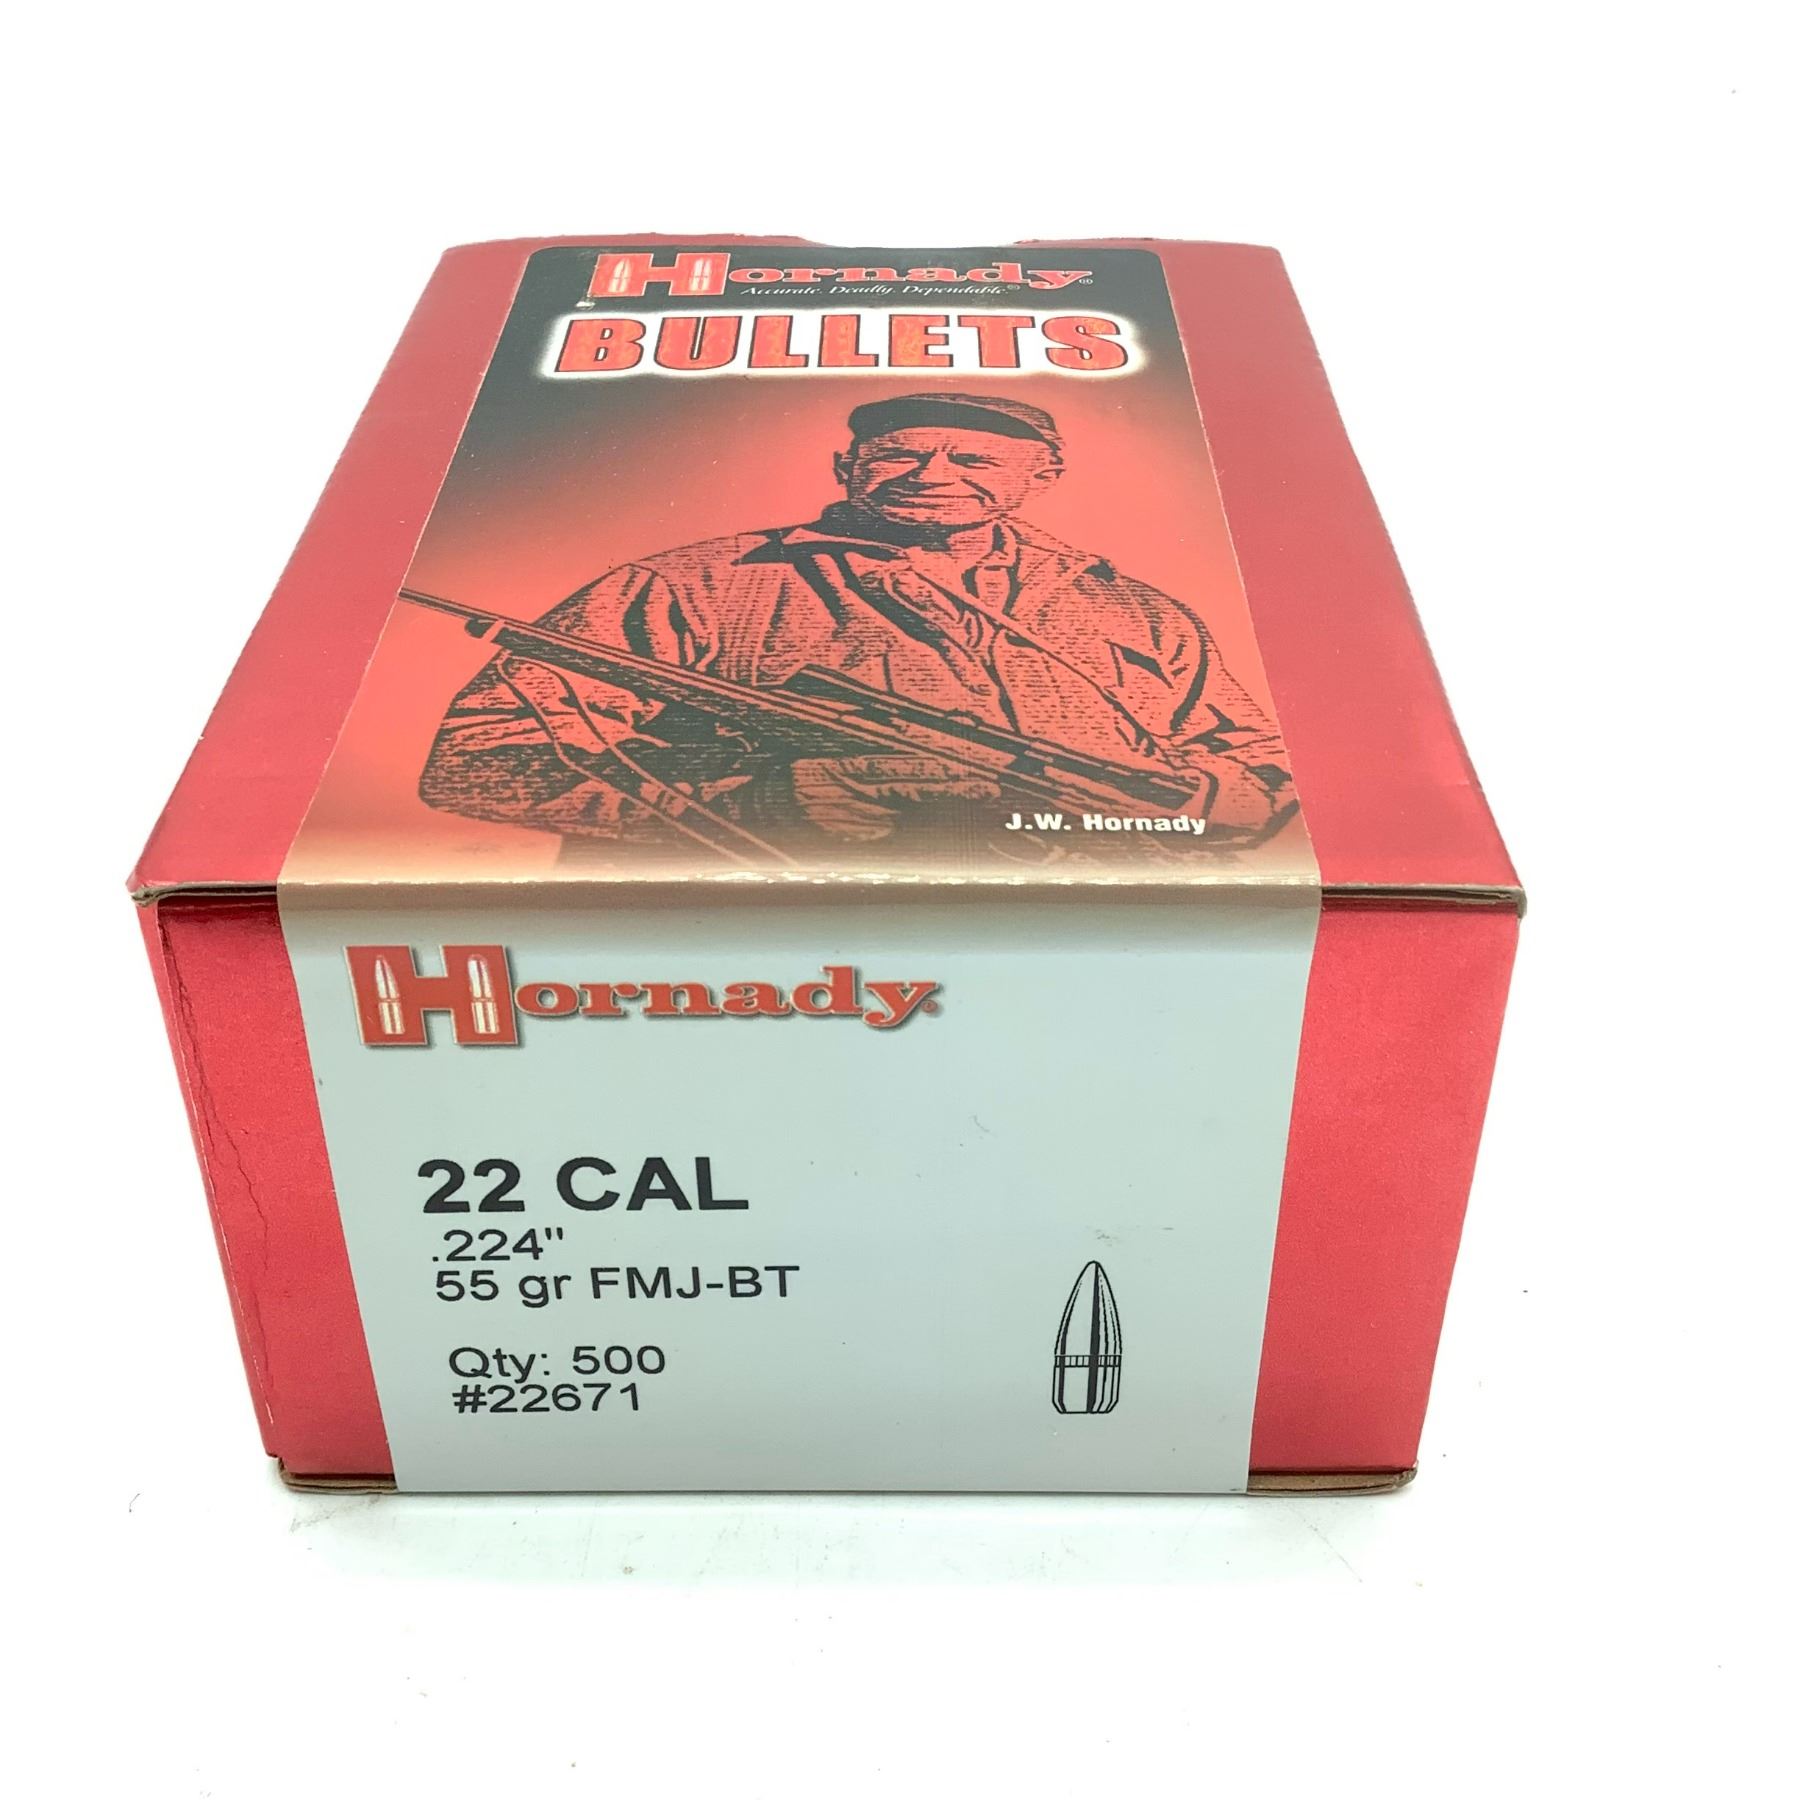 Hornady®
Accurate. Deadly. Dependable.®
BULLETS
J.W. Hornady
Hornady®
22 CAL
.224"
55 gr FMJ-BT
Qty: 500
#22671